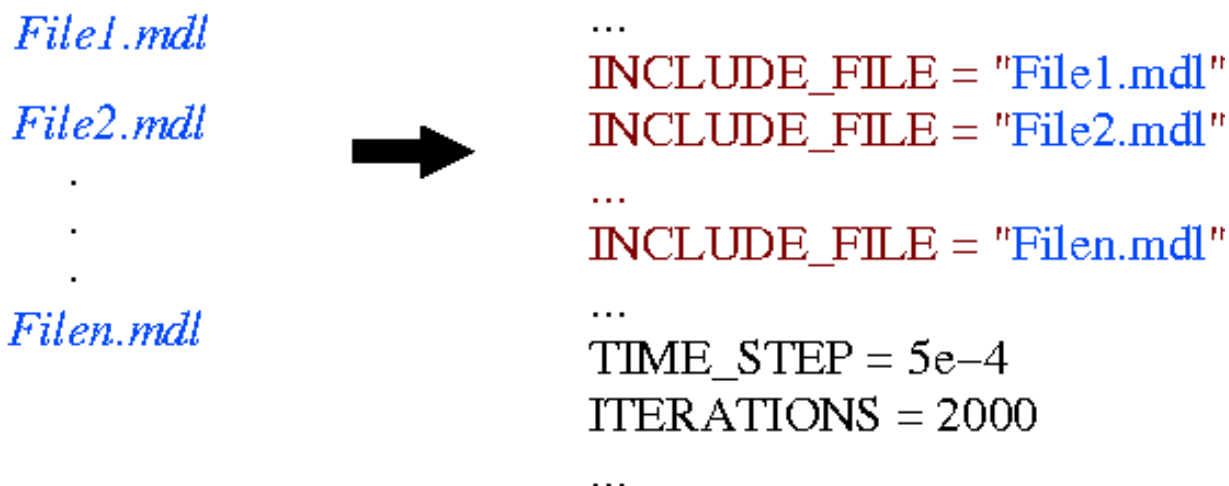 File1.mdl
File2.mdl
.
.
.
Filen.mdl
...
INCLUDE_FILE = "File1.mdl"
INCLUDE_FILE = "File2.mdl"
...
INCLUDE_FILE = "Filen.mdl"
...
TIME_STEP = 5e−4
ITERATIONS = 2000
...